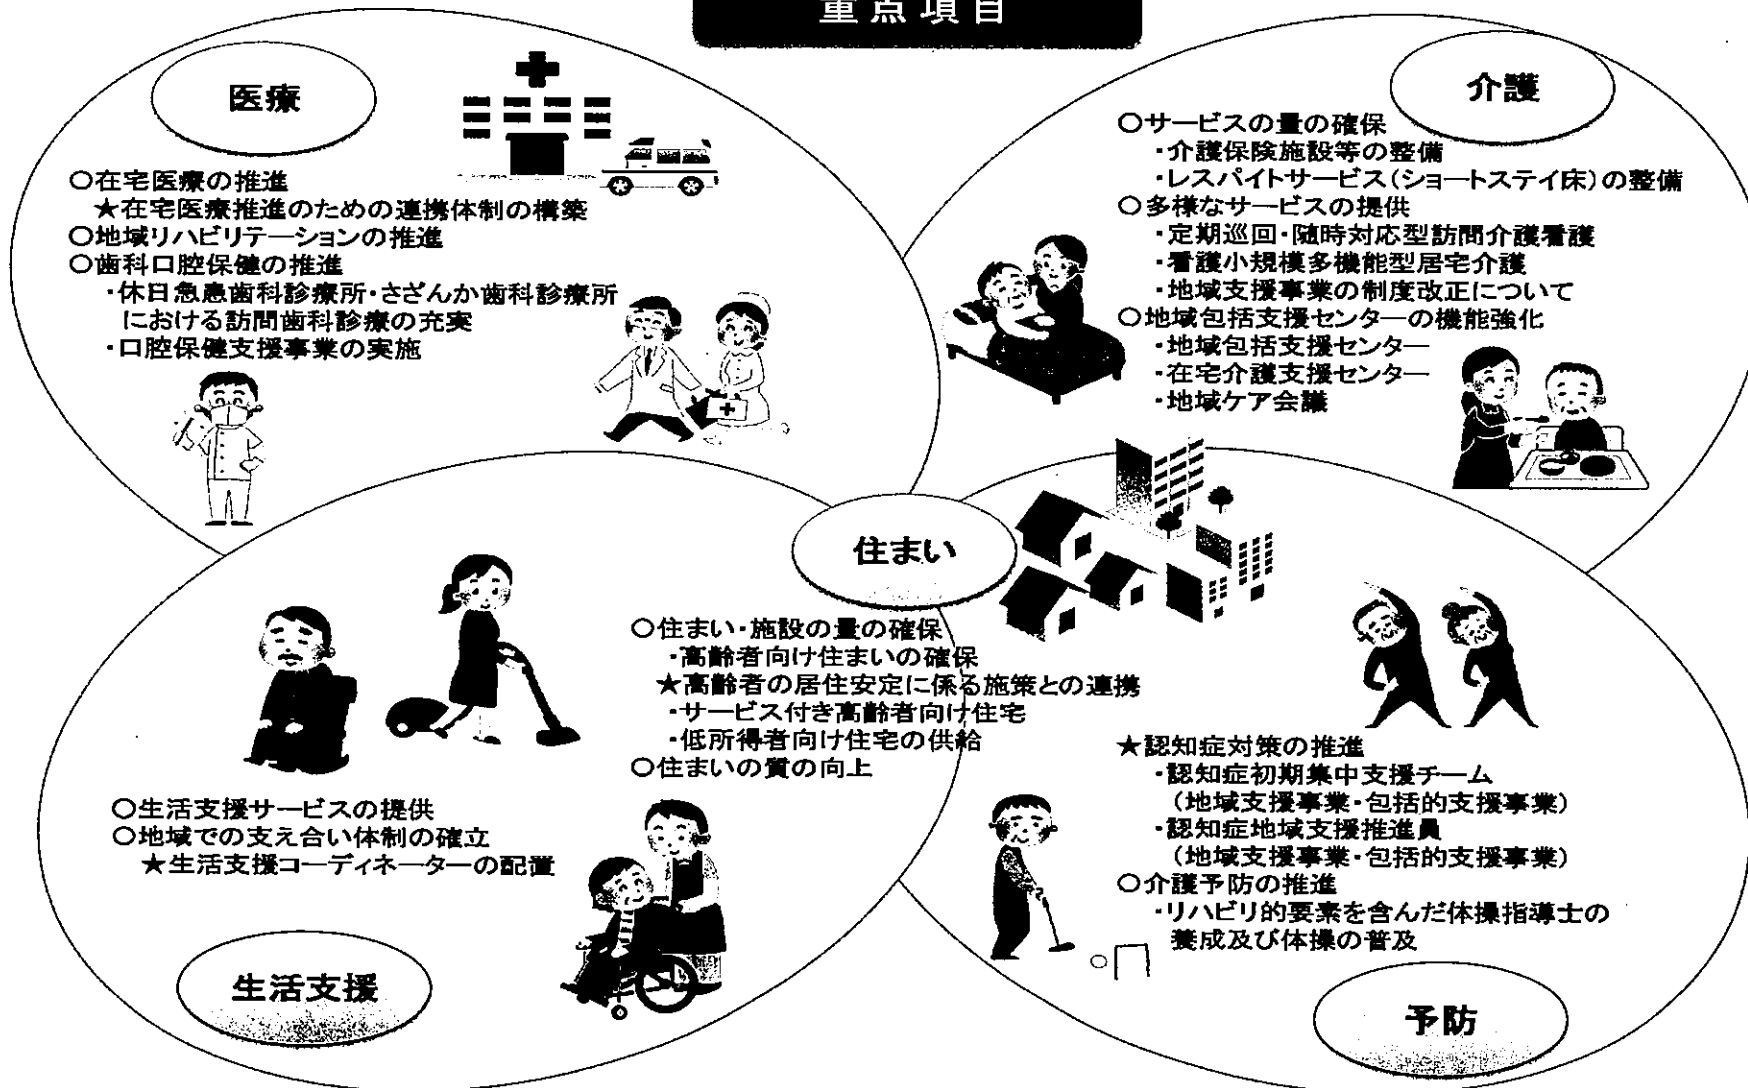 重点項目
医療
○在宅医療の推進
★在宅医療推進のための連携体制の構築
○地域リハビリテーションの推進
○歯科口腔保健の推進
・休日急患歯科診療所・さざんか歯科診療所
における訪問歯科診療の充実
・口腔保健支援事業の実施
介護
○サービスの量の確保
・介護保険施設等の整備
・レスパイトサービス(ショートステイ床)の整備
○多様なサービスの提供
・定期巡回・随時対応型訪問介護看護
・看護小規模多機能型居宅介護
・地域支援事業の制度改正について
○地域包括支援センターの機能強化
・地域包括支援センター
・在宅介護支援センター
・地域ケア会議
住まい
○住まい・施設の量の確保
・高齢者向け住まいの確保
★高齢者の居住安定に係る施策との連携
・サービス付き高齢者向け住宅
・低所得者向け住宅の供給
○住まいの質の向上
○生活支援サービスの提供
○地域での支え合い体制の確立
★生活支援コーディネーターの配置
生活支援
★認知症対策の推進
・認知症初期集中支援チーム
(地域支援事業・包括的支援事業)
・認知症地域支援推進員
(地域支援事業・包括的支援事業)
○介護予防の推進
・リハビリ的要素を含んだ体操指導士の
養成及び体操の普及
予防